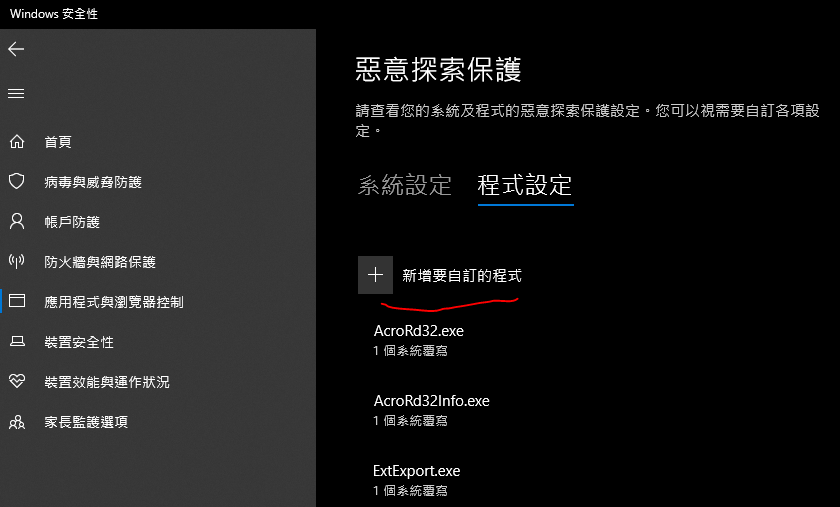 Windows 安全性
首頁
病毒與威脅防護
帳戶防護
防火牆與網路保護
應用程式與瀏覽器控制
裝置安全性
裝置效能與運作狀況
家長監護選項
惡意探索保護
請查看您的系統及程式的惡意探索保護設定。您可以視需要自訂各項設
定。
系統設定 程式設定
新增要自訂的程式
AcroRd32.exe
1 個系統覆寫
AcroRd32Info.exe
1 個系統覆寫
ExtExport.exe
1 個系統覆寫